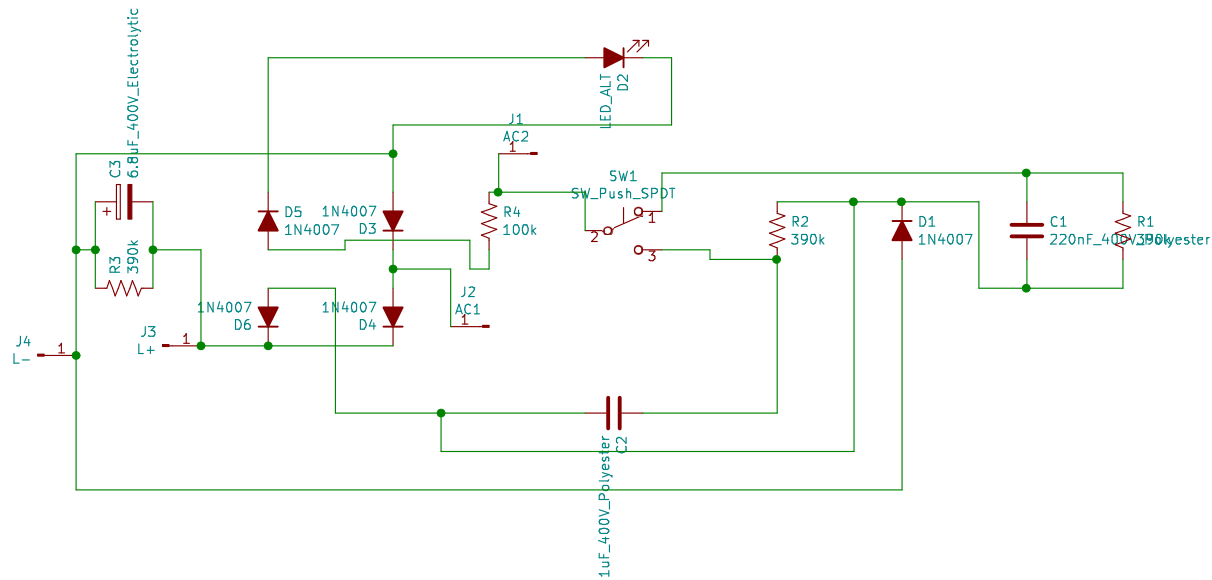 6.8uF_400V_Electrolytic
C3
+
R3
390k
LED_ALT
D2
J1
AC2
1
SW1
SW_Push_SPDT
1
2
3
D5
1N4007
1N4007
D3
R4
100k
R2
390k
D1
1N4007
C1
220nF_400V_Polyester
R1
390k
J2
AC1
1
1N4007
D6
1N4007
D4
J3
L+
1
J4
L-
1
C2
1uF_400V_Polyester